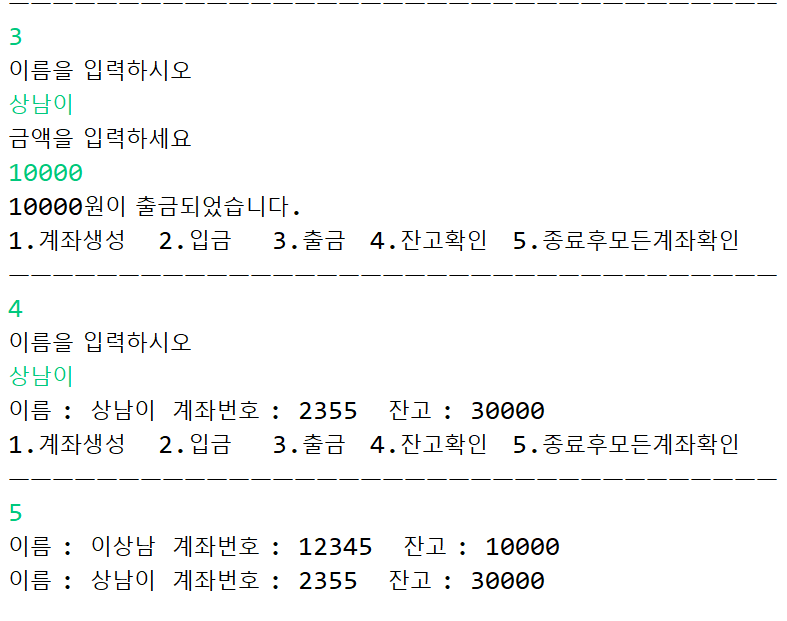 3
이름을 입력하시오
상남이
금액을 입력하세요
10000
10000원이 출금되었습니다.
1.계좌생성  2.입금  3.출금  4.잔고확인  5.종료후모든계좌확인
4
이름을 입력하시오
상남이
이름 : 상남이 계좌번호 : 2355  잔고 : 30000
1.계좌생성  2.입금  3.출금  4.잔고확인  5.종료후모든계좌확인
5
이름 : 이상남 계좌번호 : 12345  잔고 : 10000
이름 : 상남이 계좌번호 : 2355  잔고 : 30000